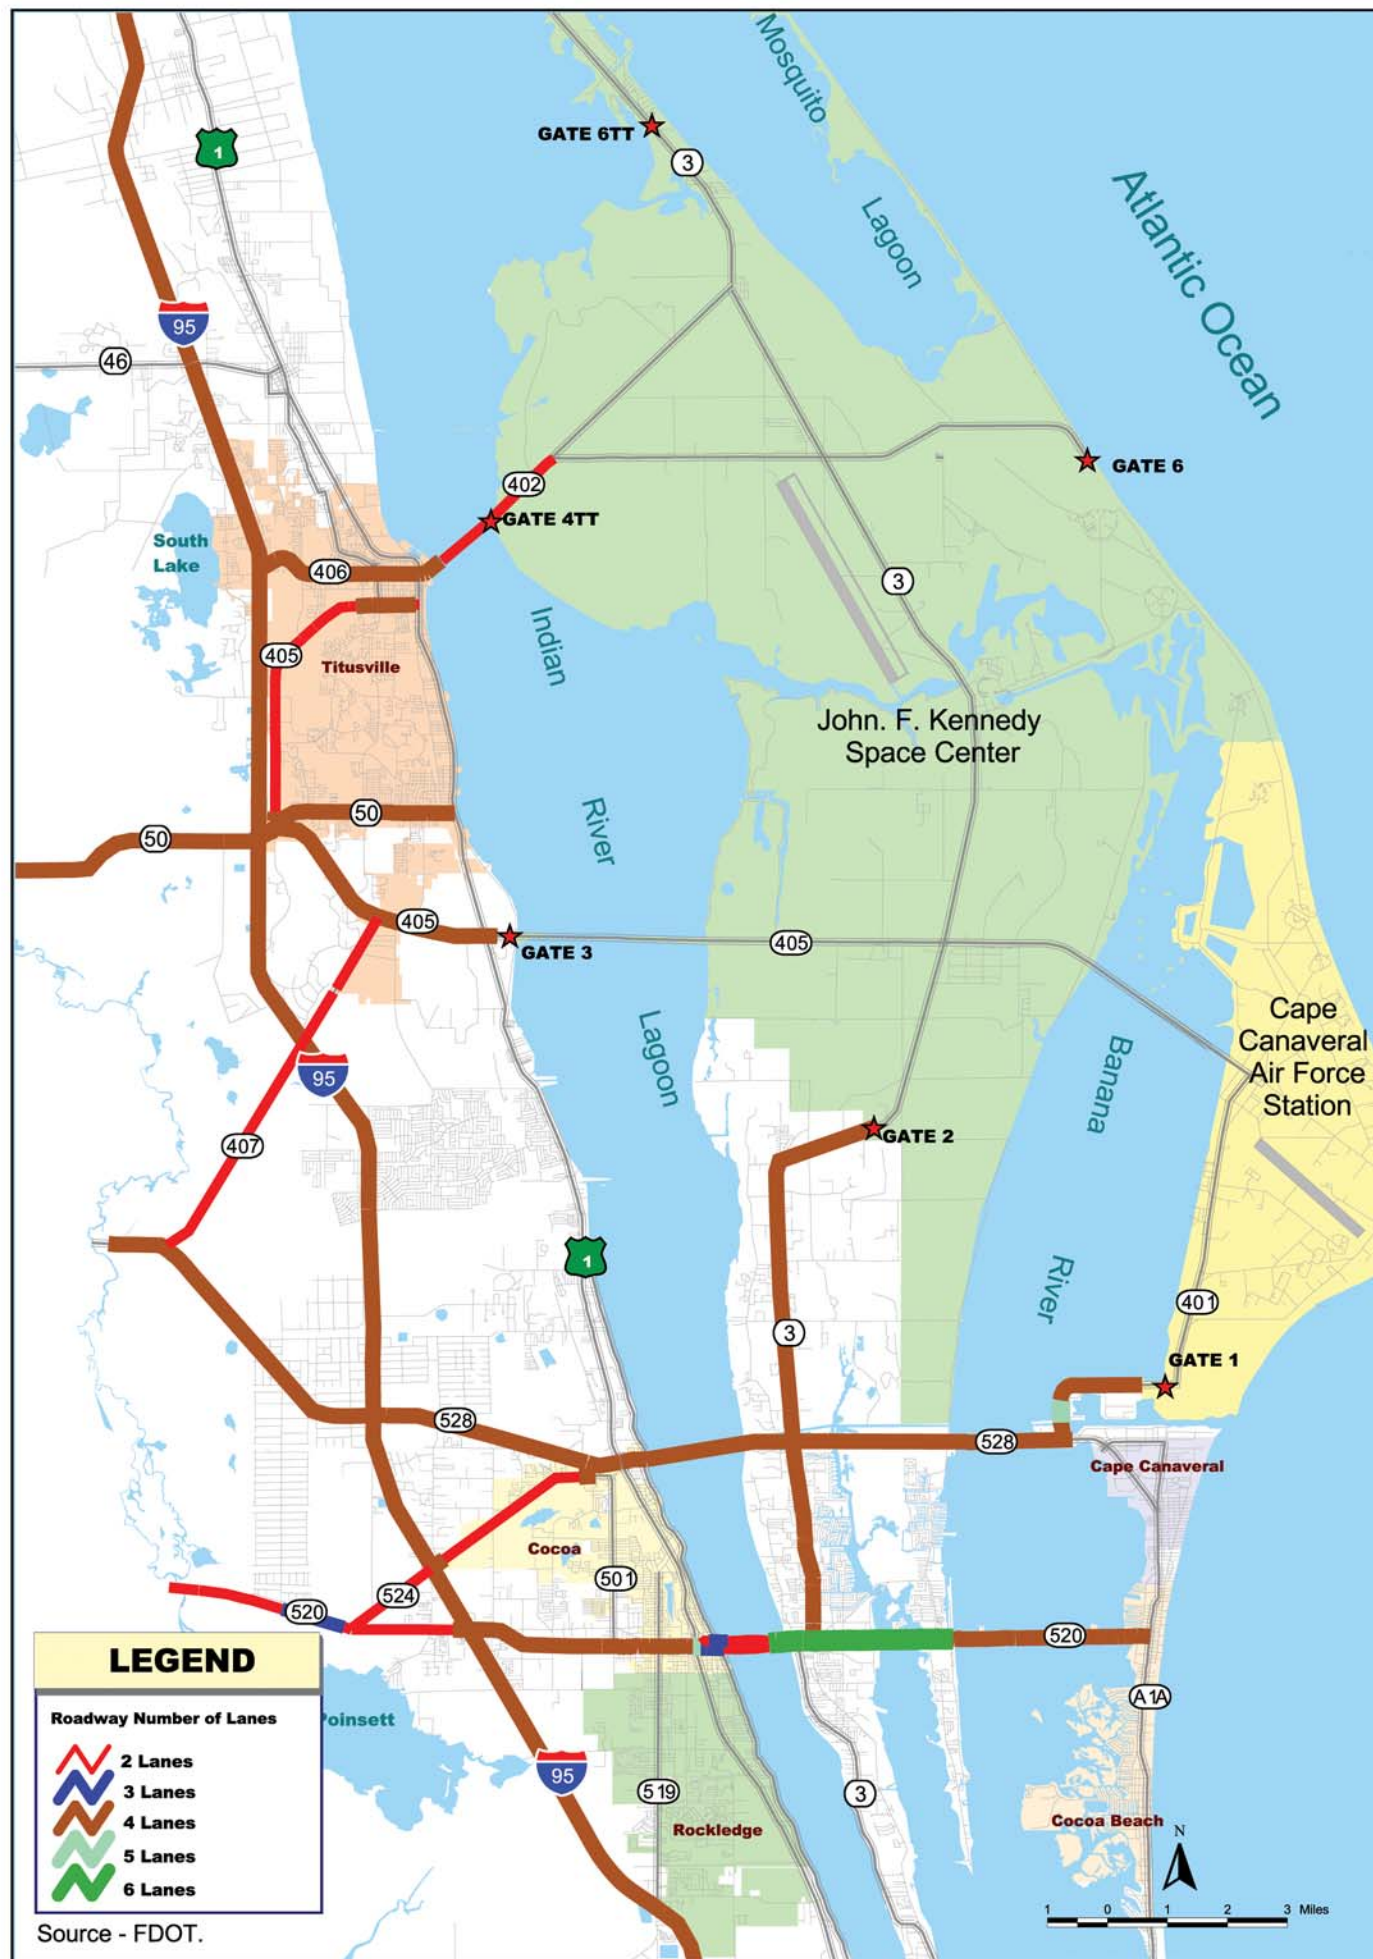 Mosquito
Lagoon
Atlantic Ocean
GATE 6TT
3
1
95
46
GATE 6
402
GATE 4TT
South
Lake
406
3
405
Titusville
Indian
River
Lagoon
John. F. Kennedy
Space Center
50
50
405
GATE 3
405
Cape
Canaveral
Air Force
Station
Banana
River
95
407
GATE 2
1
3
401
GATE 1
528
528
Cape Canaveral
Cocoa
501
524
520
520
A1A
LEGEND
Roadway Number of Lanes
2 Lanes
3 Lanes
4 Lanes
5 Lanes
6 Lanes
Poinsett
95
519
3
Rockledge
Cocoa Beach
N
1 0 1 2 3 Miles
Source - FDOT.